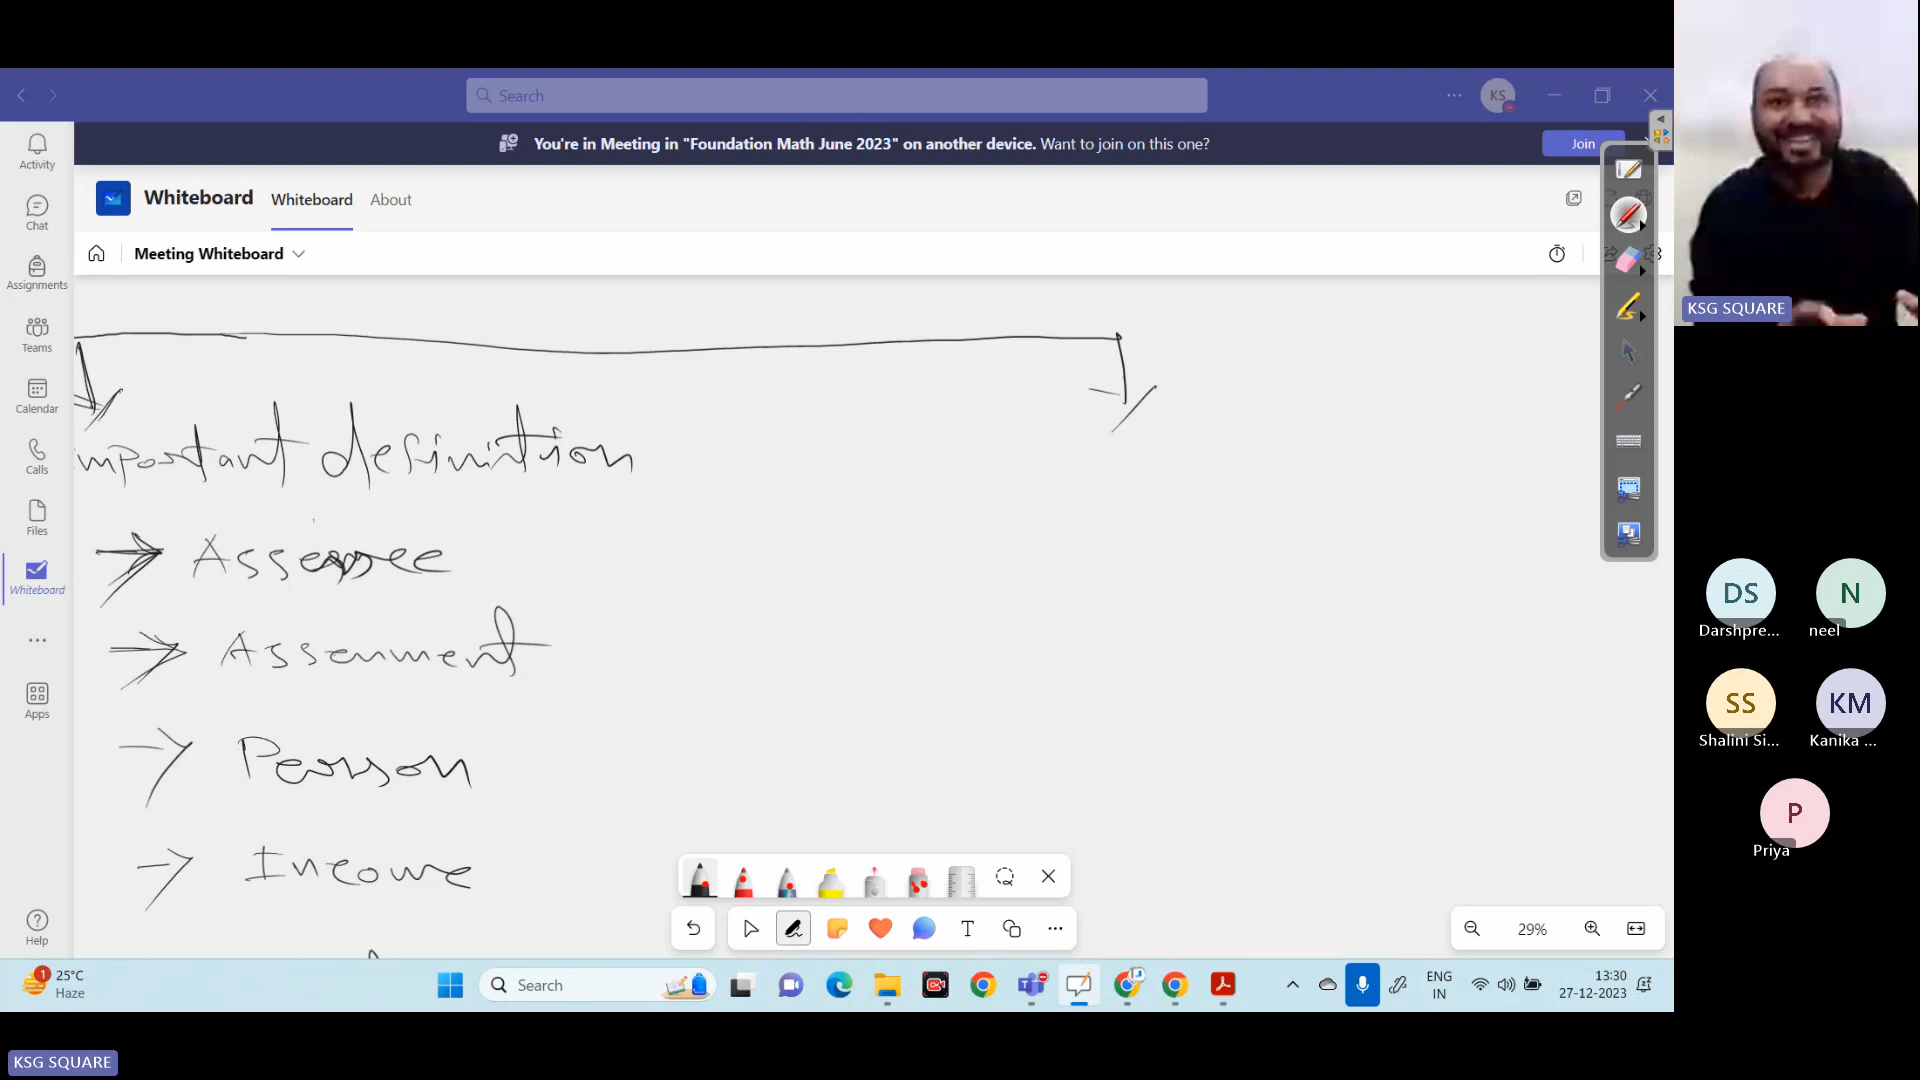 Search
KS
You're in Meeting in "Foundation Math June 2023" on another device. Want to join on this one?
Join
Activity
Chat
Assignments
Teams
Calendar
Calls
Files
Whiteboard
Apps
Help
Whiteboard
Whiteboard
About
Meeting Whiteboard
mportant definition
Assessee
Assessment
Person
Income
T
29%
KSG SQUARE
DS
Darshpre...
N
neel
SS
Shalini Si...
KM
Kanika ...
P
Priya
1
25°C
Haze
Search
ENG
IN
13:30
27-12-2023
KSG SQUARE